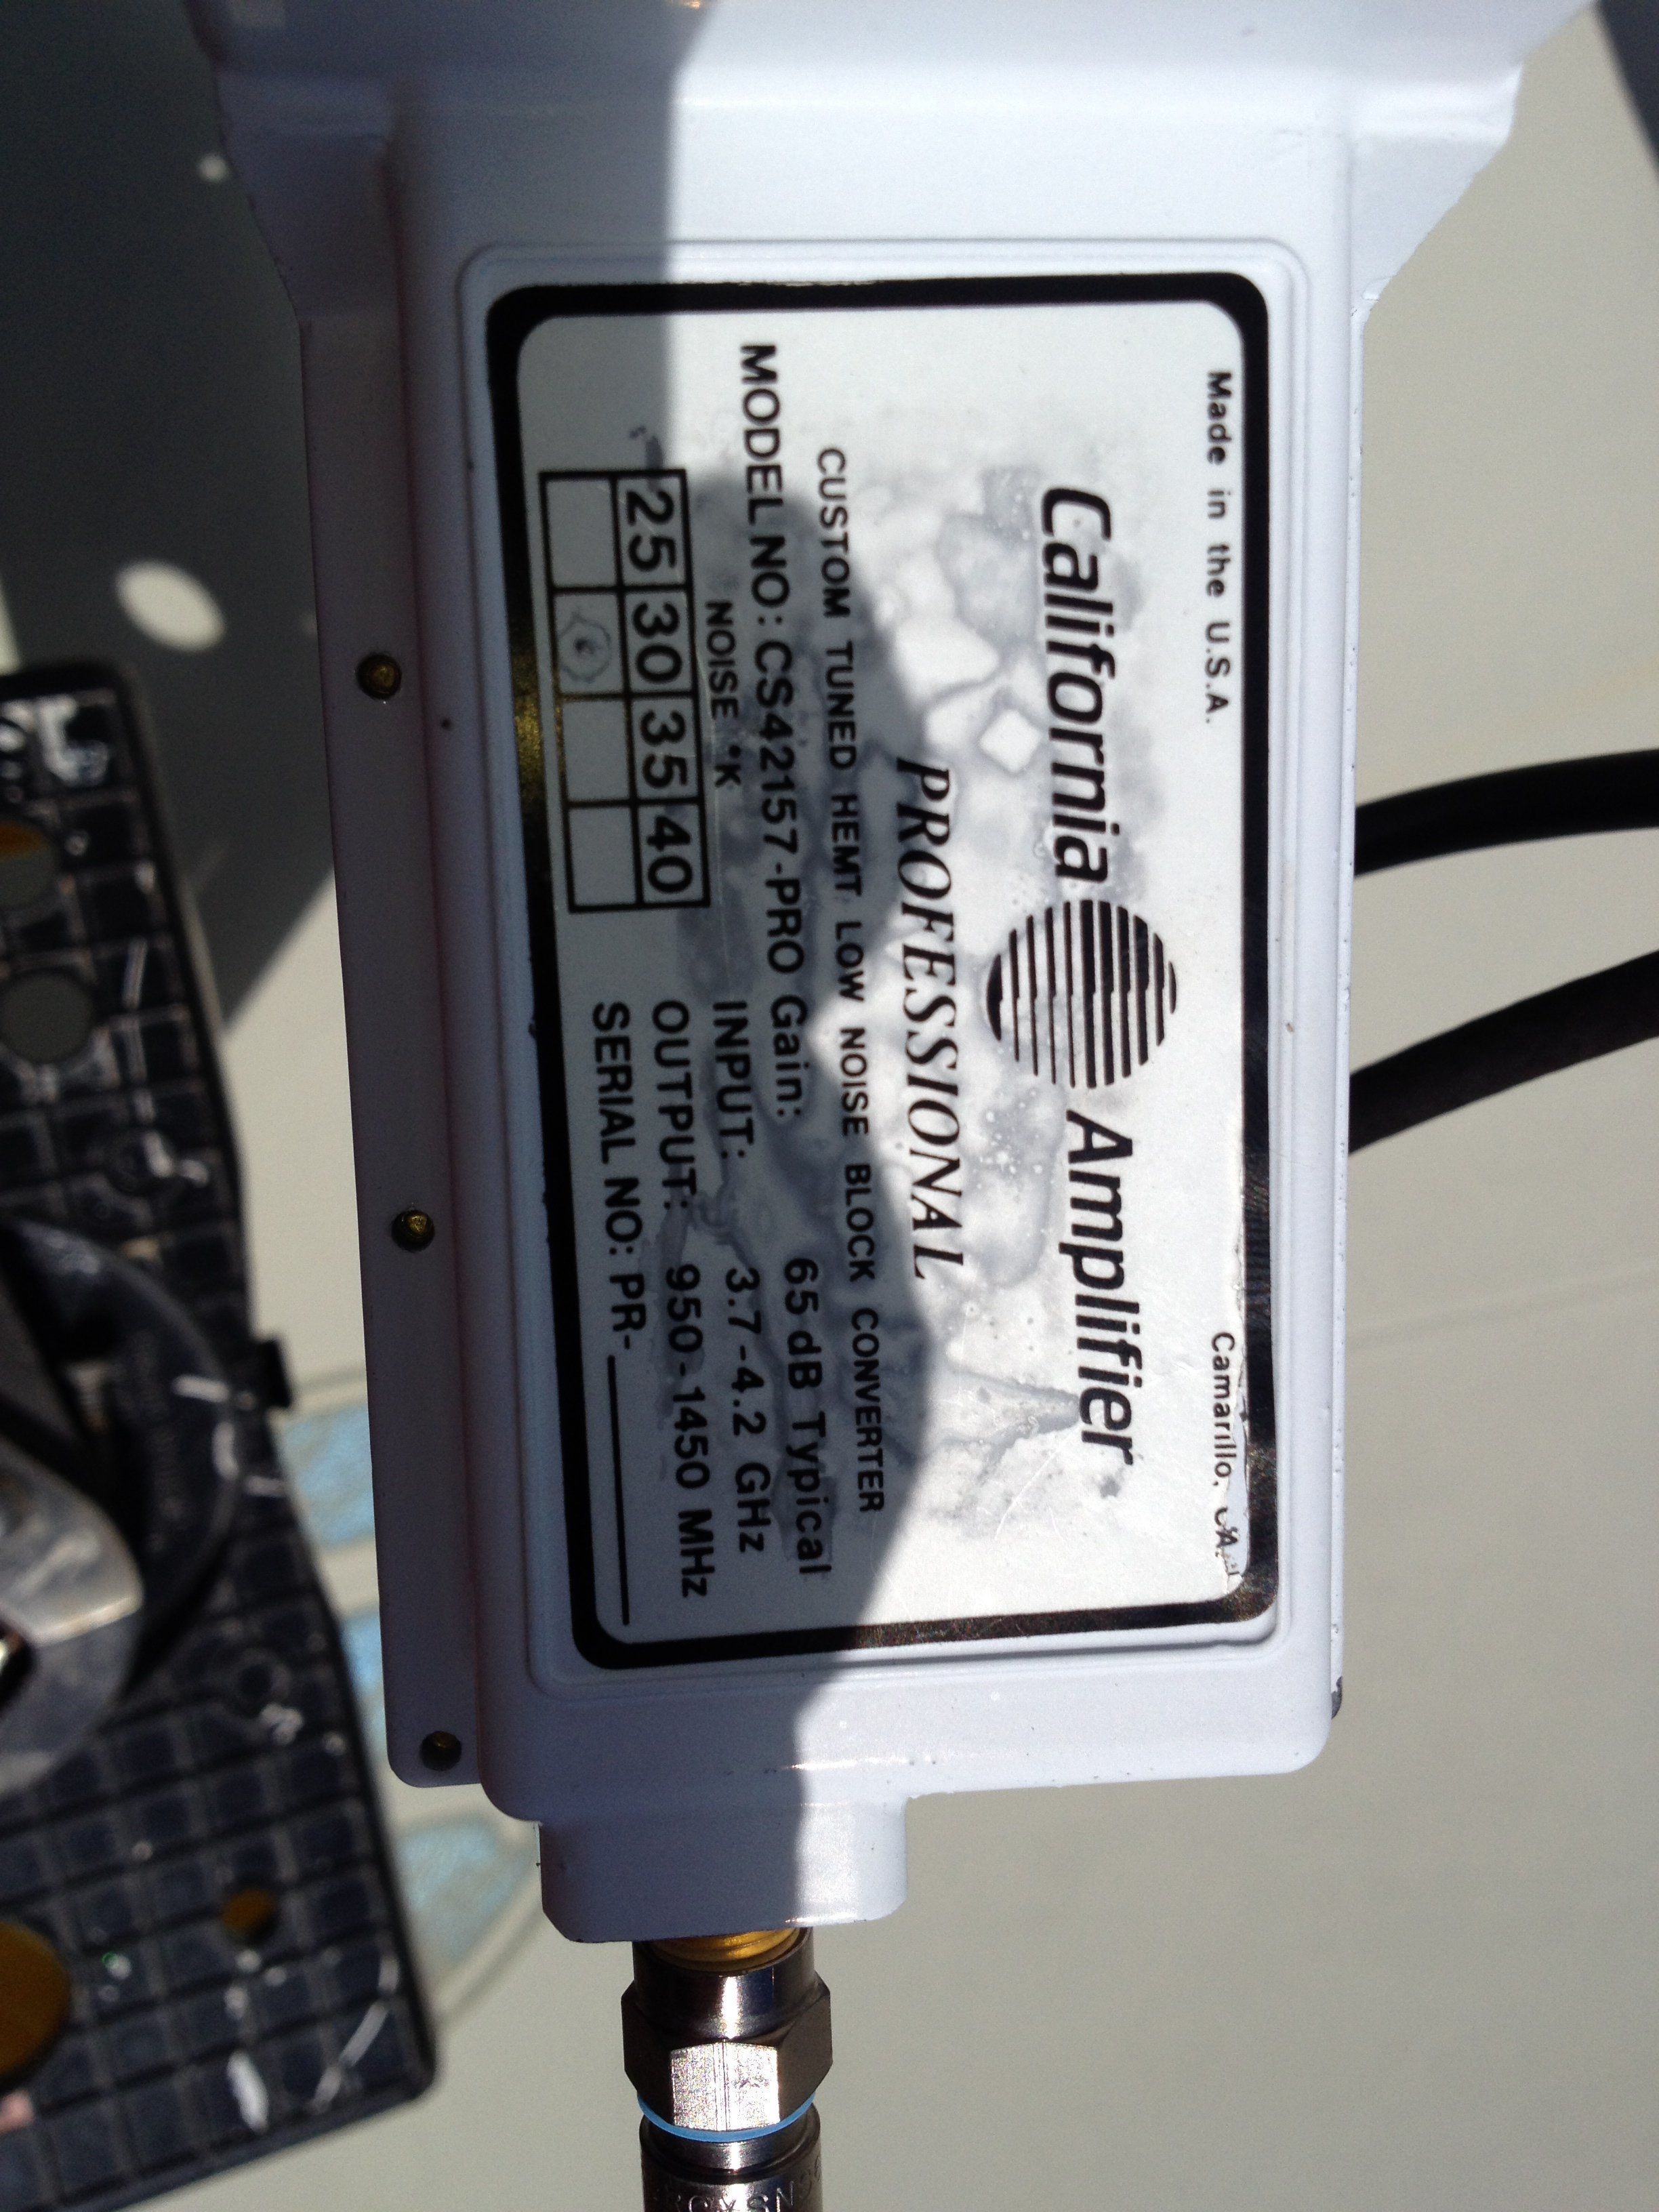 Made in the U.S.A. Camarillo, CA.
California Amplifier
PROFESSIONAL
CUSTOM TUNED HEMT LOW NOISE BLOCK CONVERTER
MODEL NO: CS42157-PRO Gain: 65 dB Typical
NOISE °K INPUT: 3.7-4.2 GHz
25 30 35 40 OUTPUT: 950-1450 MHz
SERIAL NO: PR-